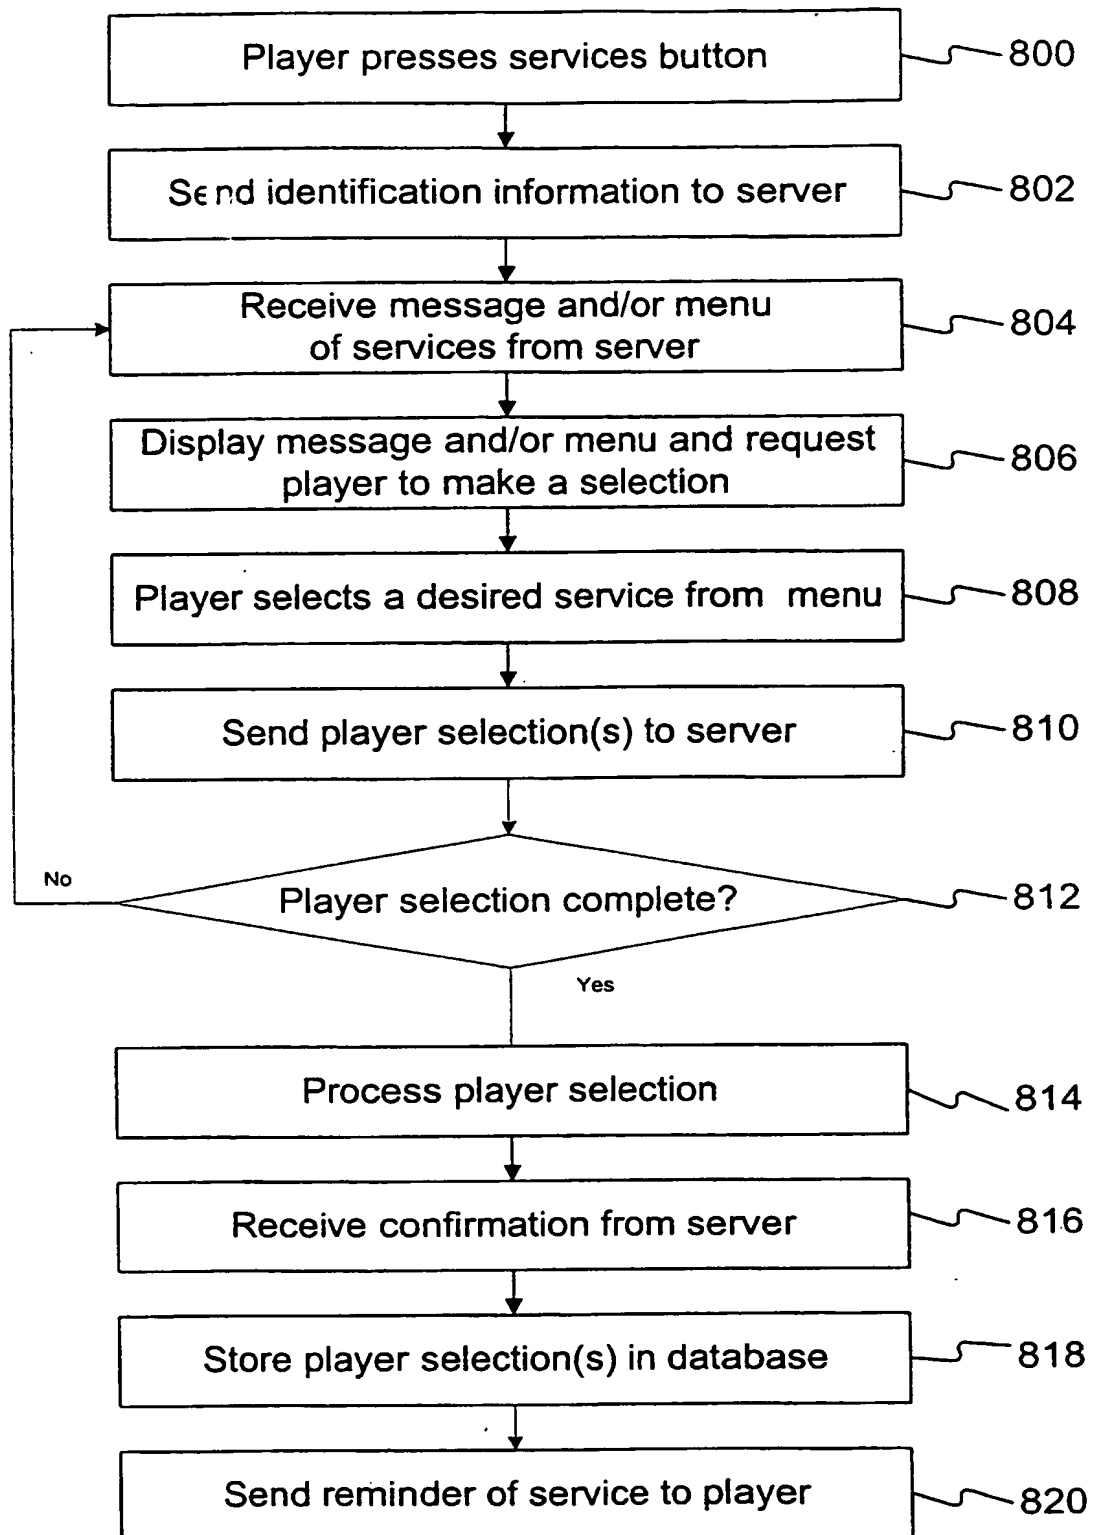 Player presses services button
800
Send identification information to server
802
Receive message and/or menu
of services from server
804
Display message and/or menu and request
player to make a selection
806
Player selects a desired service from menu
808
Send player selection(s) to server
810
No
Player selection complete?
812
Yes
Process player selection
814
Receive confirmation from server
816
Store player selection(s) in database
818
Send reminder of service to player
820